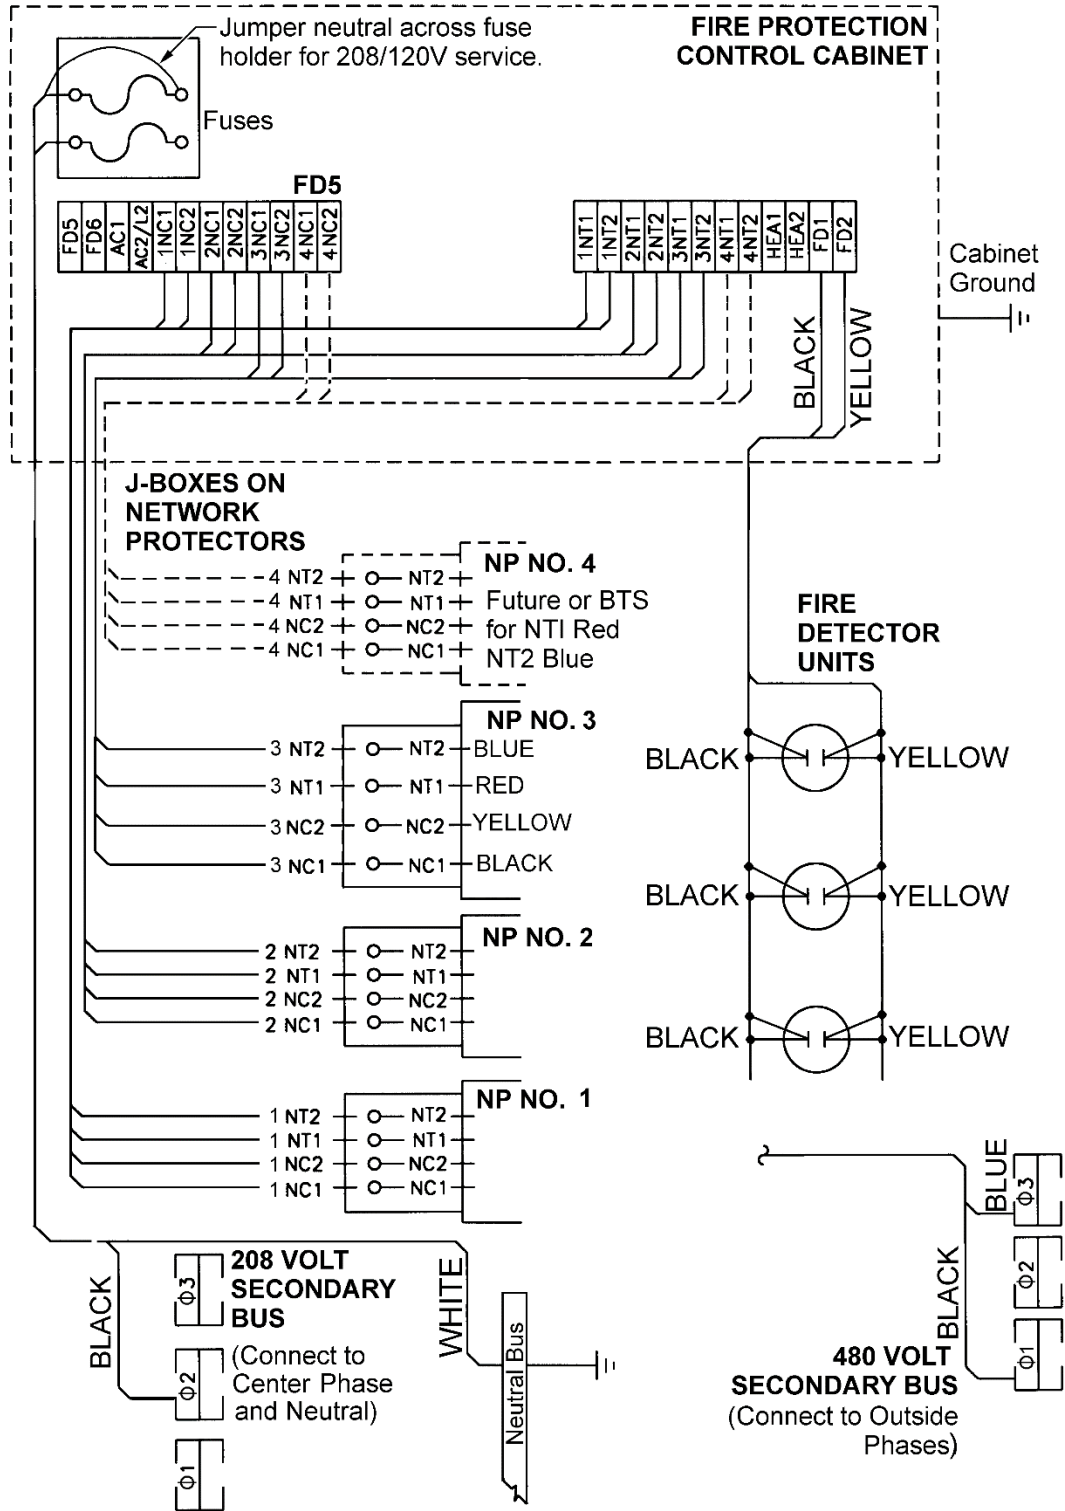 Jumper neutral across fuse
holder for 208/120V service.
FIRE PROTECTION
CONTROL CABINET
Fuses
FD5
FD5
FD6
AC1
AC2/L2
1NC1
1NC2
2NC1
2NC2
3NC1
3NC2
4NC1
4NC2
1NT1
1NT2
2NT1
2NT2
3NT1
3NT2
4NT1
4NT2
HEA1
HEA2
FD1
FD2
Cabinet
Ground
BLACK
YELLOW
J-BOXES ON
NETWORK
PROTECTORS
NP NO. 4
4 NT2 NT2
4 NT1 NT1
4 NC2 NC2
4 NC1 NC1
Future or BTS
for NTI Red
NT2 Blue
FIRE
DETECTOR
UNITS
NP NO. 3
3 NT2 NT2 BLUE
3 NT1 NT1 RED
3 NC2 NC2 YELLOW
3 NC1 NC1 BLACK
BLACK YELLOW
BLACK YELLOW
BLACK YELLOW
NP NO. 2
2 NT2 NT2
2 NT1 NT1
2 NC2 NC2
2 NC1 NC1
NP NO. 1
1 NT2 NT2
1 NT1 NT1
1 NC2 NC2
1 NC1 NC1
BLACK
Φ3
Φ2
Φ1
208 VOLT
SECONDARY
BUS
(Connect to
Center Phase
and Neutral)
WHITE
Neutral Bus
BLUE
BLACK
Φ3
Φ2
Φ1
480 VOLT
SECONDARY BUS
(Connect to Outside
Phases)